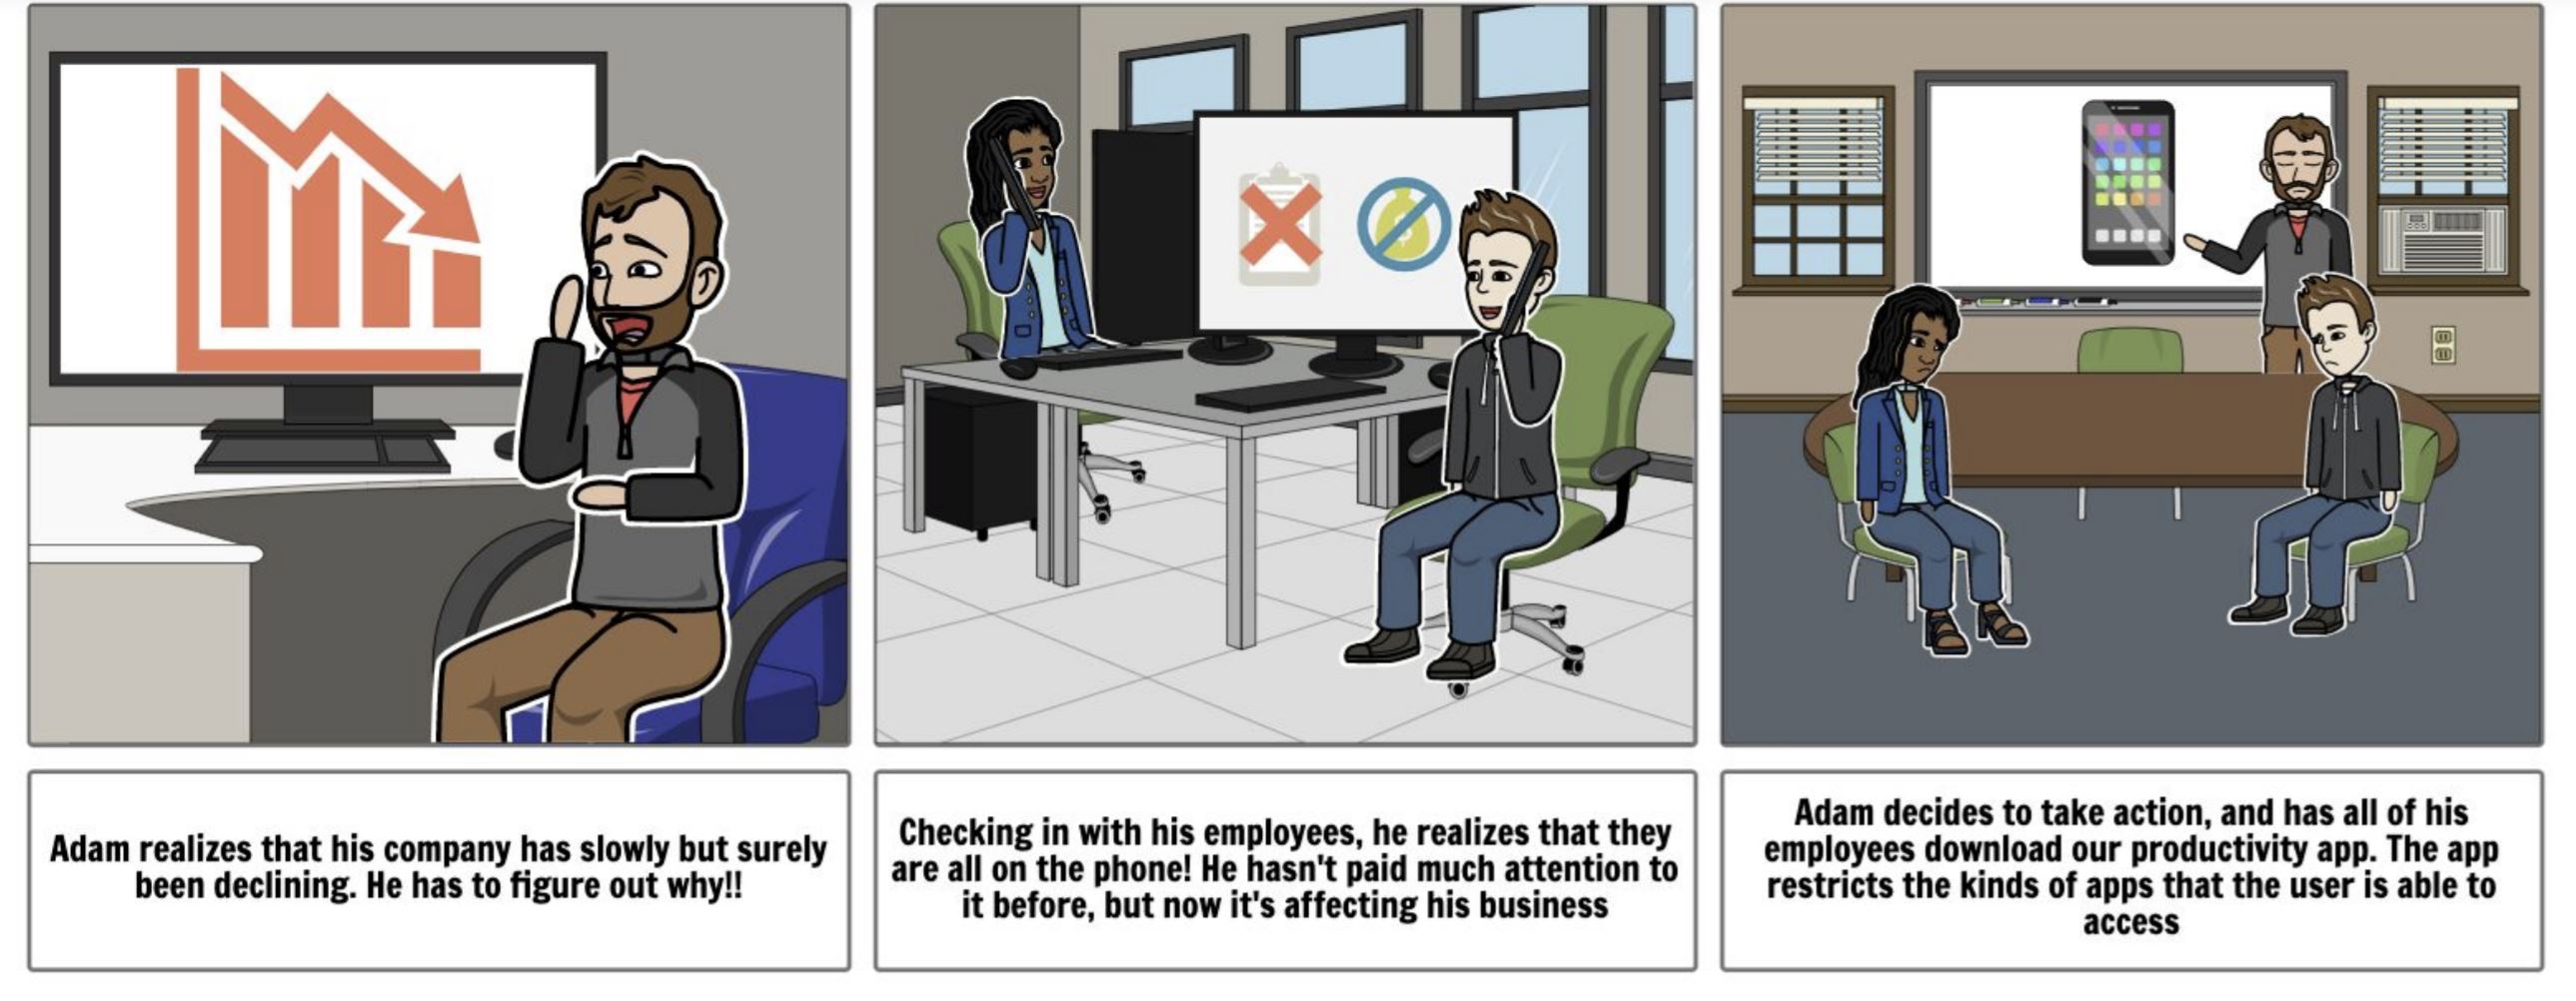 Adam realizes that his company has slowly but surely
been declining. He has to figure out why!!
Checking in with his employees, he realizes that they
are all on the phone! He hasn't paid much attention to
it before, but now it's affecting his business
Adam decides to take action, and has all of his
employees download our productivity app. The app
restricts the kinds of apps that the user is able to
access